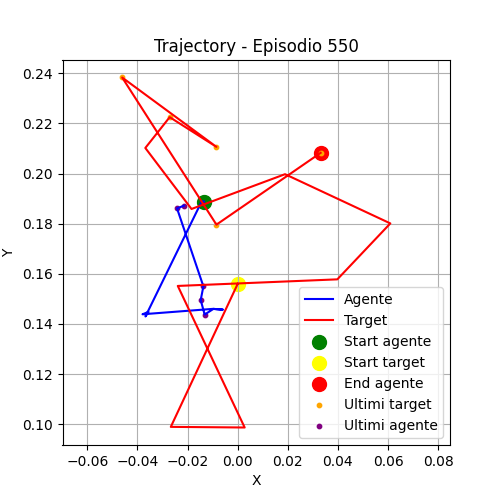 Trajectory - Episodio 550
Y
0.24
0.22
0.20
0.18
0.16
0.14
0.12
0.10
Agente
Target
Start agente
Start target
End agente
Ultimi target
Ultimi agente
−0.06 −0.04 −0.02 0.00 0.02 0.04 0.06 0.08
X